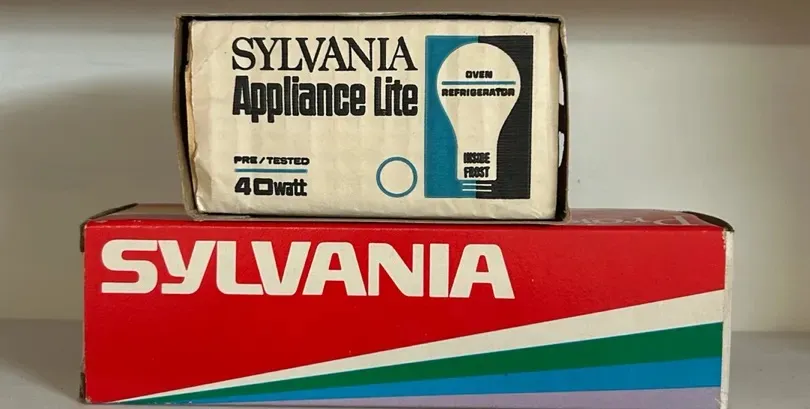 SYLVANIA
Appliance Lite
PRE/TESTED
40watt
OVEN
REFRIGERATOR
INSIDE
FROST
SYLVANIA